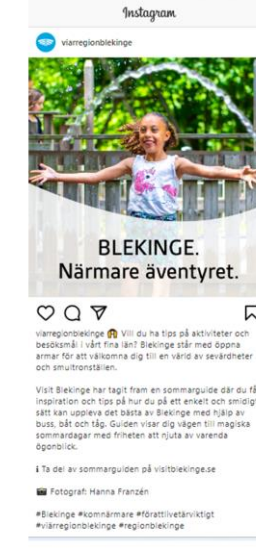 Instagram
viarregionblekinge
BLEKINGE.
Närmare äventyret.
viarregionblekinge Vill du ha tips på aktiviteter och
besöksmål i vårt fina län? Blekinge står med öppna
armar för att välkomna dig till en värld av sevärdheter
och smultronställen.
Visit Blekinge har tagit fram en sommarguide där du få
inspiration och tips på hur du på ett enkelt och smidigt
sätt kan uppleva det bästa av Blekinge med hjälp av
buss, båt och tåg. Guiden visar dig vägen till magiska
sommardagar med friheten att njuta av varenda
ögonblick.
ℹ Ta del av sommarguiden på visitblekinge.se
📷 Fotograf: Hanna Franzén
#Blekinge #komnärmare #förattlivetärviktigt
#viärregionblekinge #regionblekinge